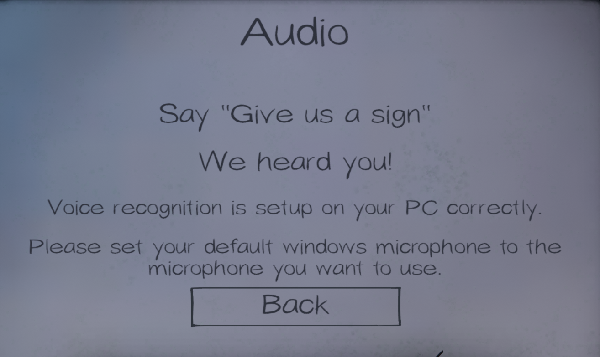 Audio
Say "Give us a sign"
We heard you!
Voice recognition is setup on your PC correctly.
Please set your default windows microphone to the
microphone you want to use.
Back